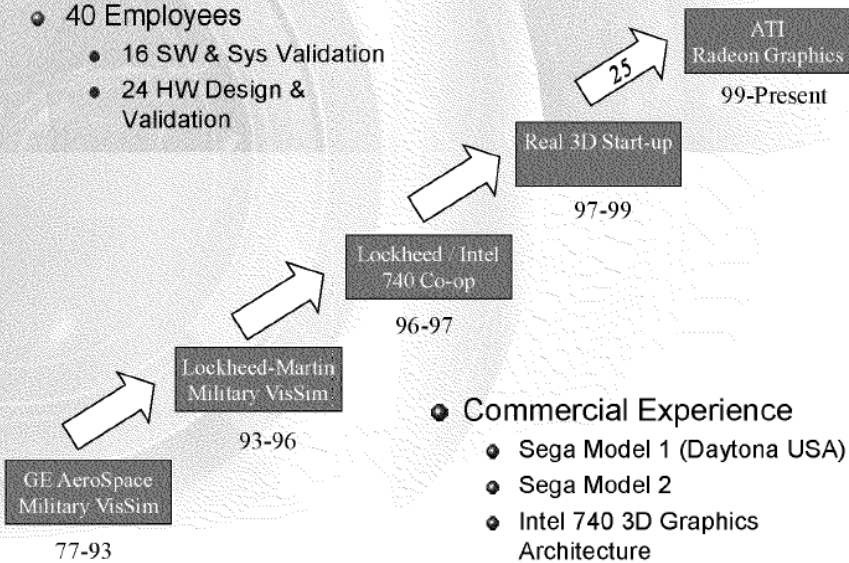 40 Employees
16 SW & Sys Validation
24 HW Design &
Validation
25
ATI
Radeon Graphics
99-Present
Real 3D Start-up
97-99
Lockheed / Intel
740 Co-op
96-97
Lockheed-Martin
Military VisSim
93-96
GE AeroSpace
Military VisSim
77-93
Commercial Experience
Sega Model 1 (Daytona USA)
Sega Model 2
Intel 740 3D Graphics
Architecture